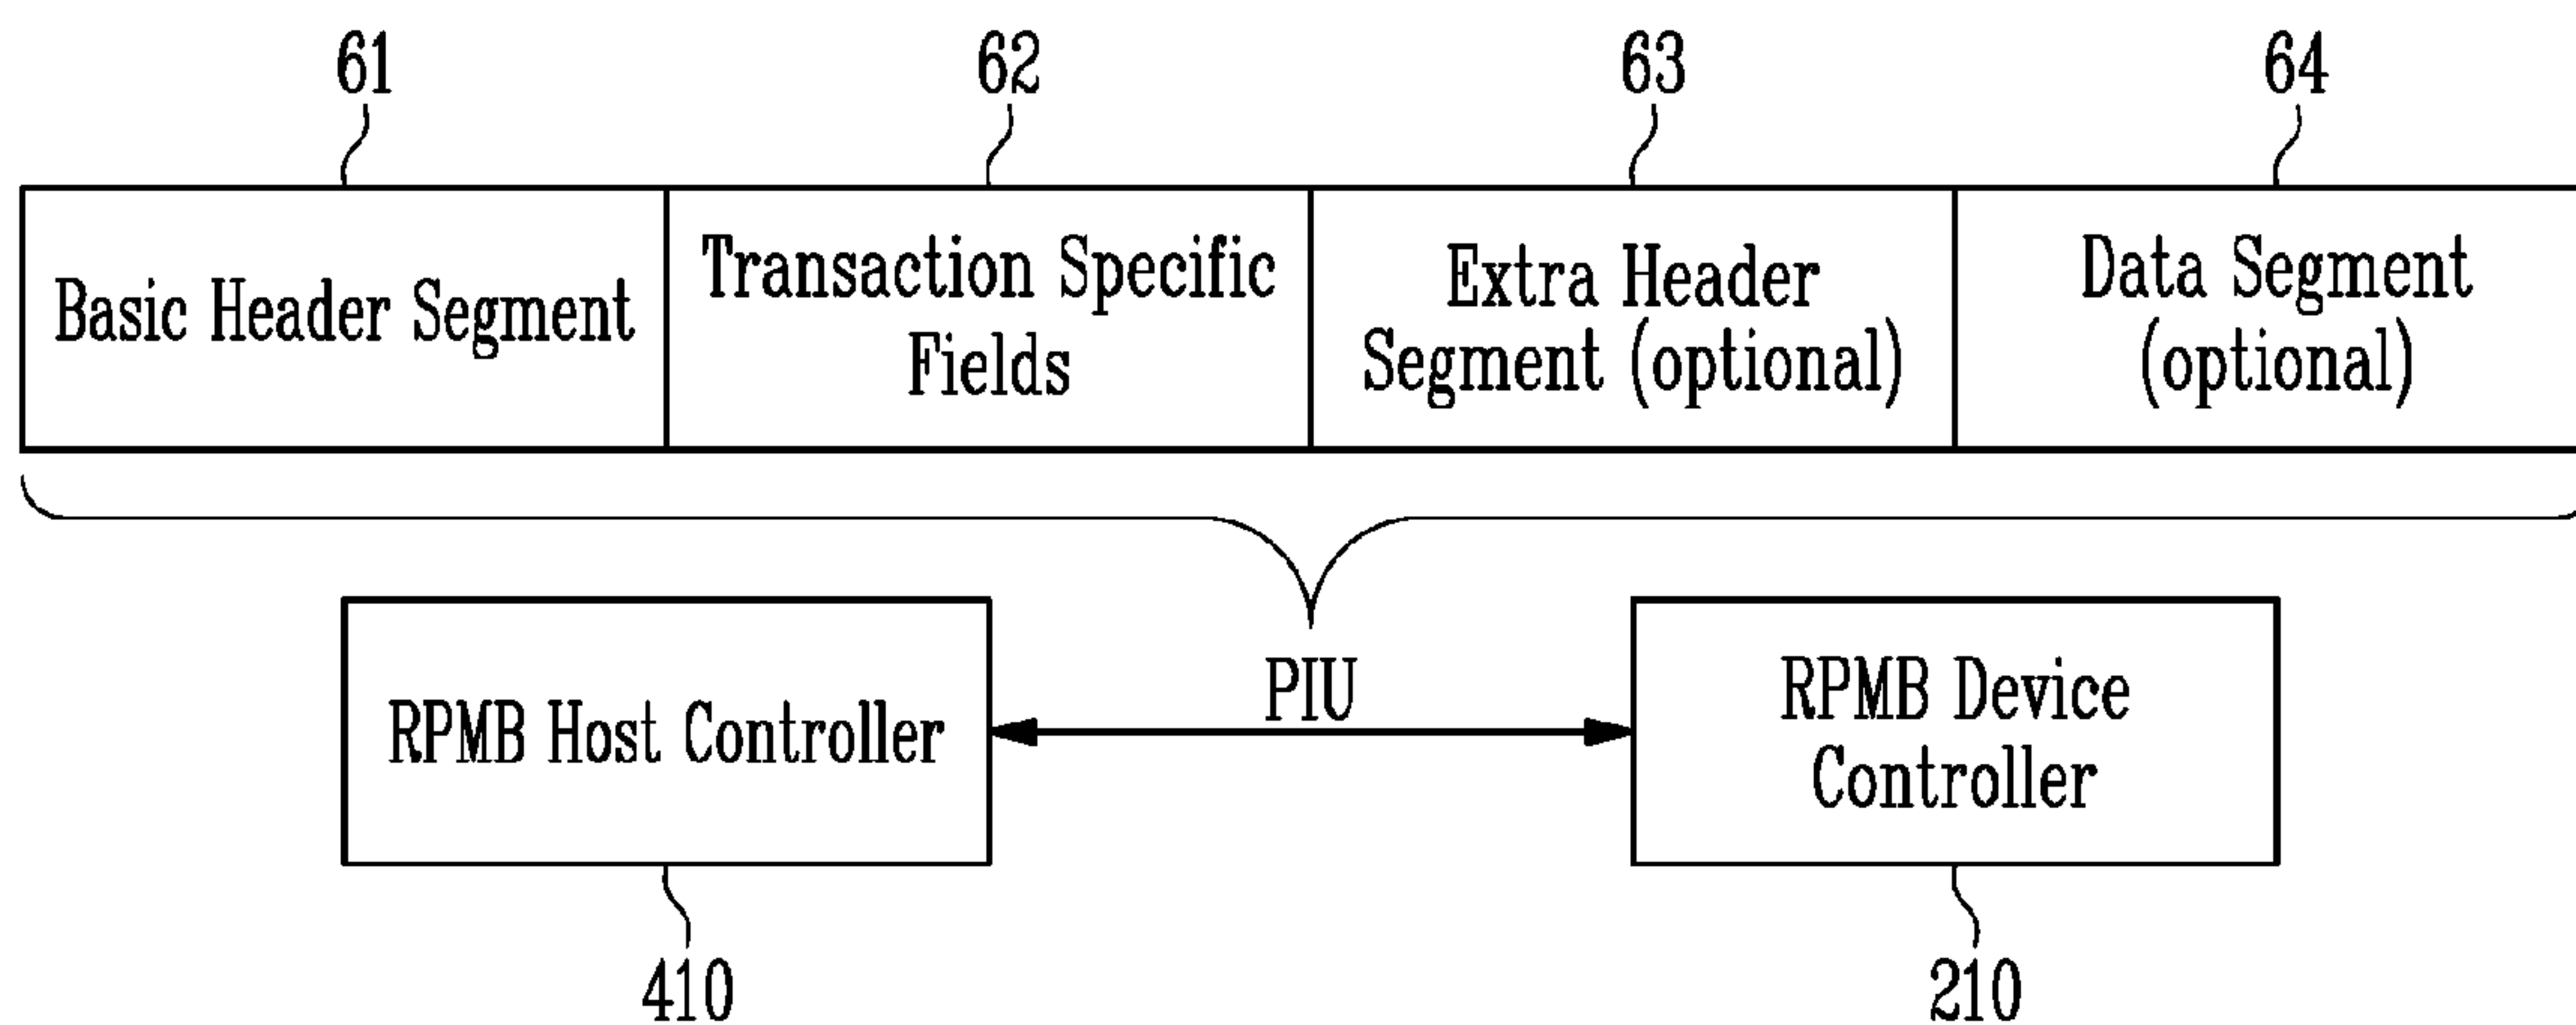 61
62
63
64
Basic Header Segment
Transaction Specific
Fields
Extra Header
Segment (optional)
Data Segment
(optional)
PIU
RPMB Host Controller
RPMB Device
Controller
410
210